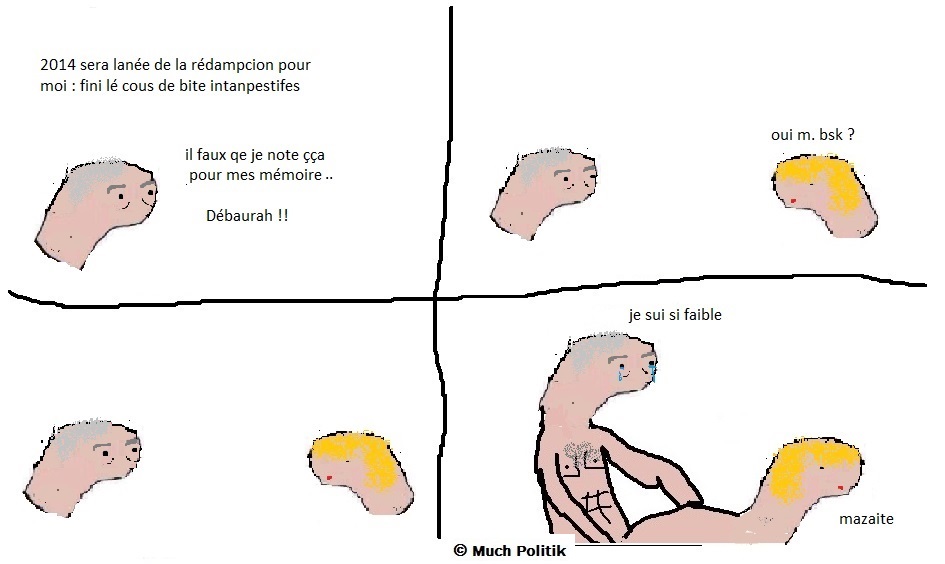 2014 sera lanée de la rédampcion pour
moi : fini lé cous de bite intanpestifes
il faux qe je note çça
pour mes mémoire ..
Débaurah !!
oui m. bsk ?
je sui si faible
mazaite
© Much Politik